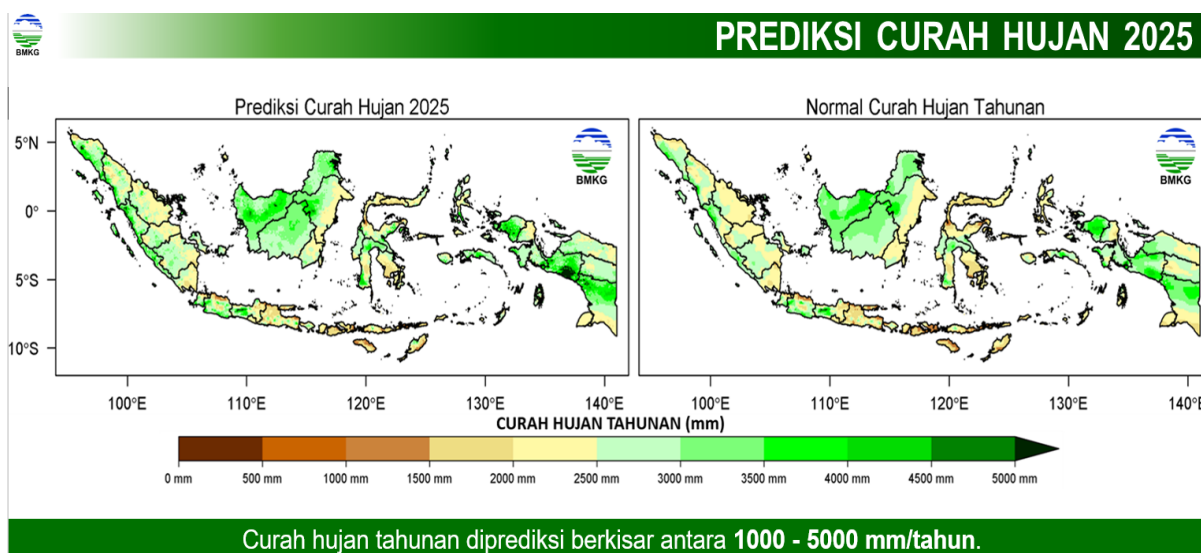 BMKG
PREDIKSI CURAH HUJAN 2025
Prediksi Curah Hujan 2025
Normal Curah Hujan Tahunan
BMKG
BMKG
5°N
0°
5°S
10°S
100°E 110°E 120°E 130°E 140°E
100°E 110°E 120°E 130°E 140°E
CURAH HUJAN TAHUNAN (mm)
0 mm 500 mm 1000 mm 1500 mm 2000 mm 2500 mm 3000 mm 3500 mm 4000 mm 4500 mm 5000 mm
Curah hujan tahunan diprediksi berkisar antara 1000 - 5000 mm/tahun.